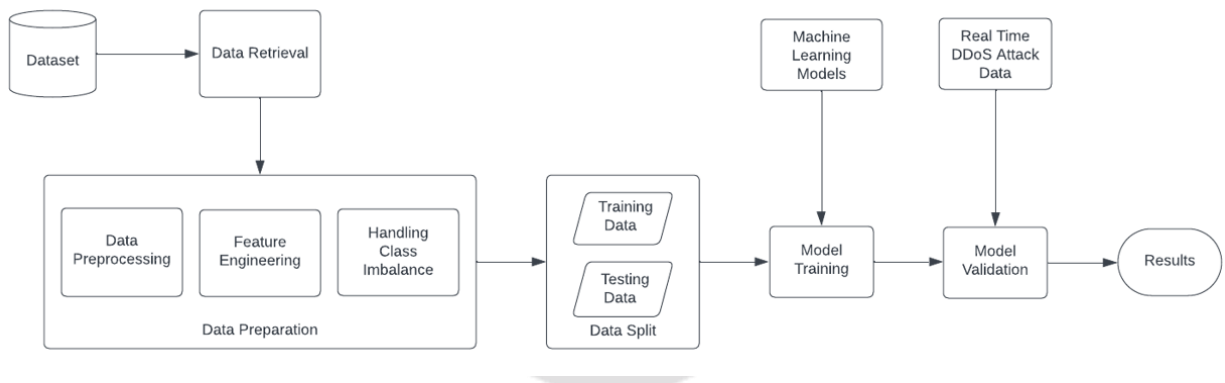 Dataset
Data Retrieval
Machine
Learning
Models
Real Time
DDoS Attack
Data
Data
Preprocessing
Feature
Engineering
Handling
Class
Imbalance
Data Preparation
Training
Data
Testing
Data
Data Split
Model
Training
Model
Validation
Results